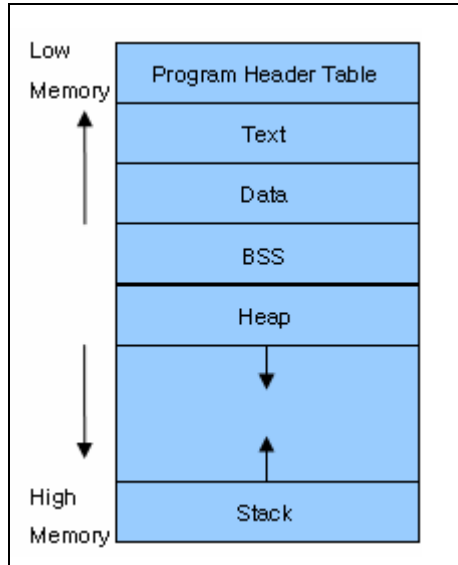 Low
Memory
Program Header Table
Text
Data
BSS
Heap
High
Memory
Stack